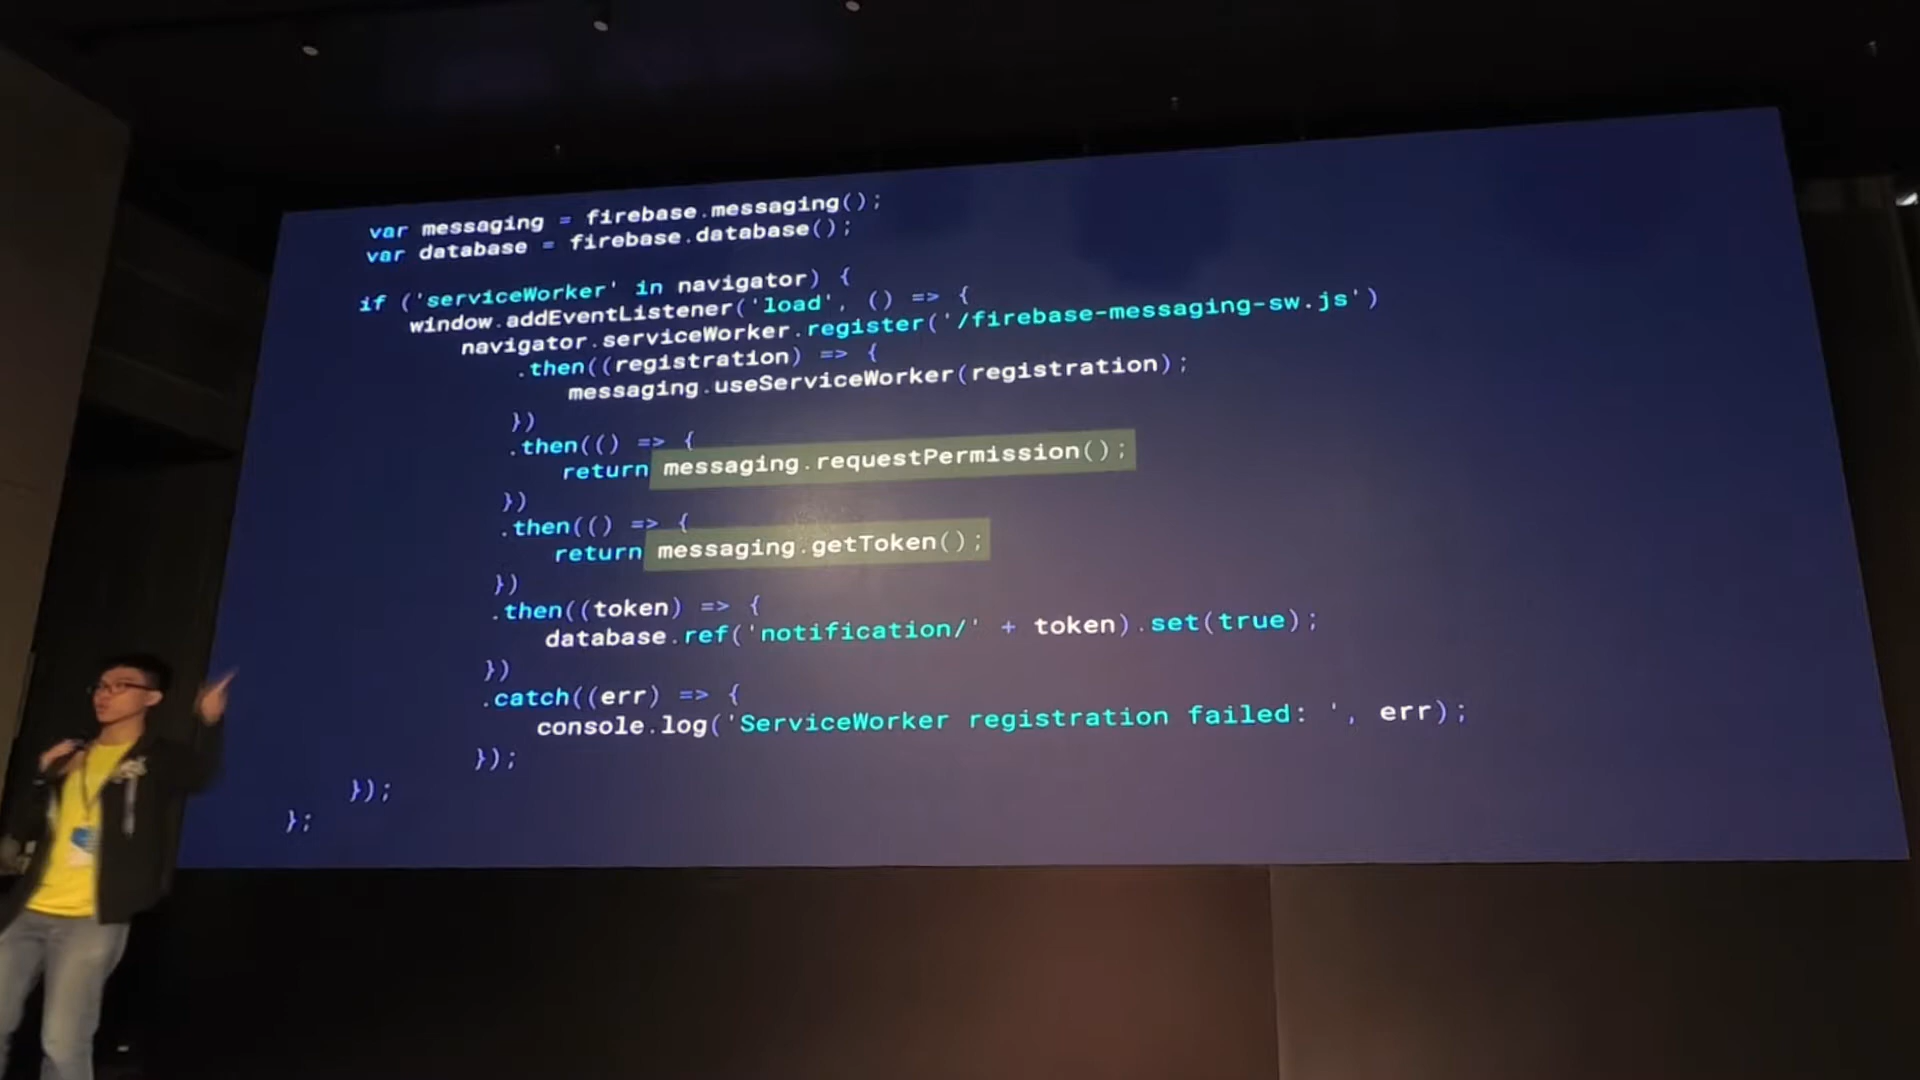 var messaging = firebase.messaging();
var database = firebase.database();
if ('serviceWorker' in navigator) {
window.addEventListener('load', () => {
navigator.serviceWorker.register('/firebase-messaging-sw.js')
.then((registration) => {
messaging.useServiceWorker(registration);
})
.then(() => {
return messaging.requestPermission();
})
.then(() => {
return messaging.getToken();
})
.then((token) => {
database.ref('notification/' + token).set(true);
})
.catch((err) => {
console.log('ServiceWorker registration failed: ', err);
});
});
};